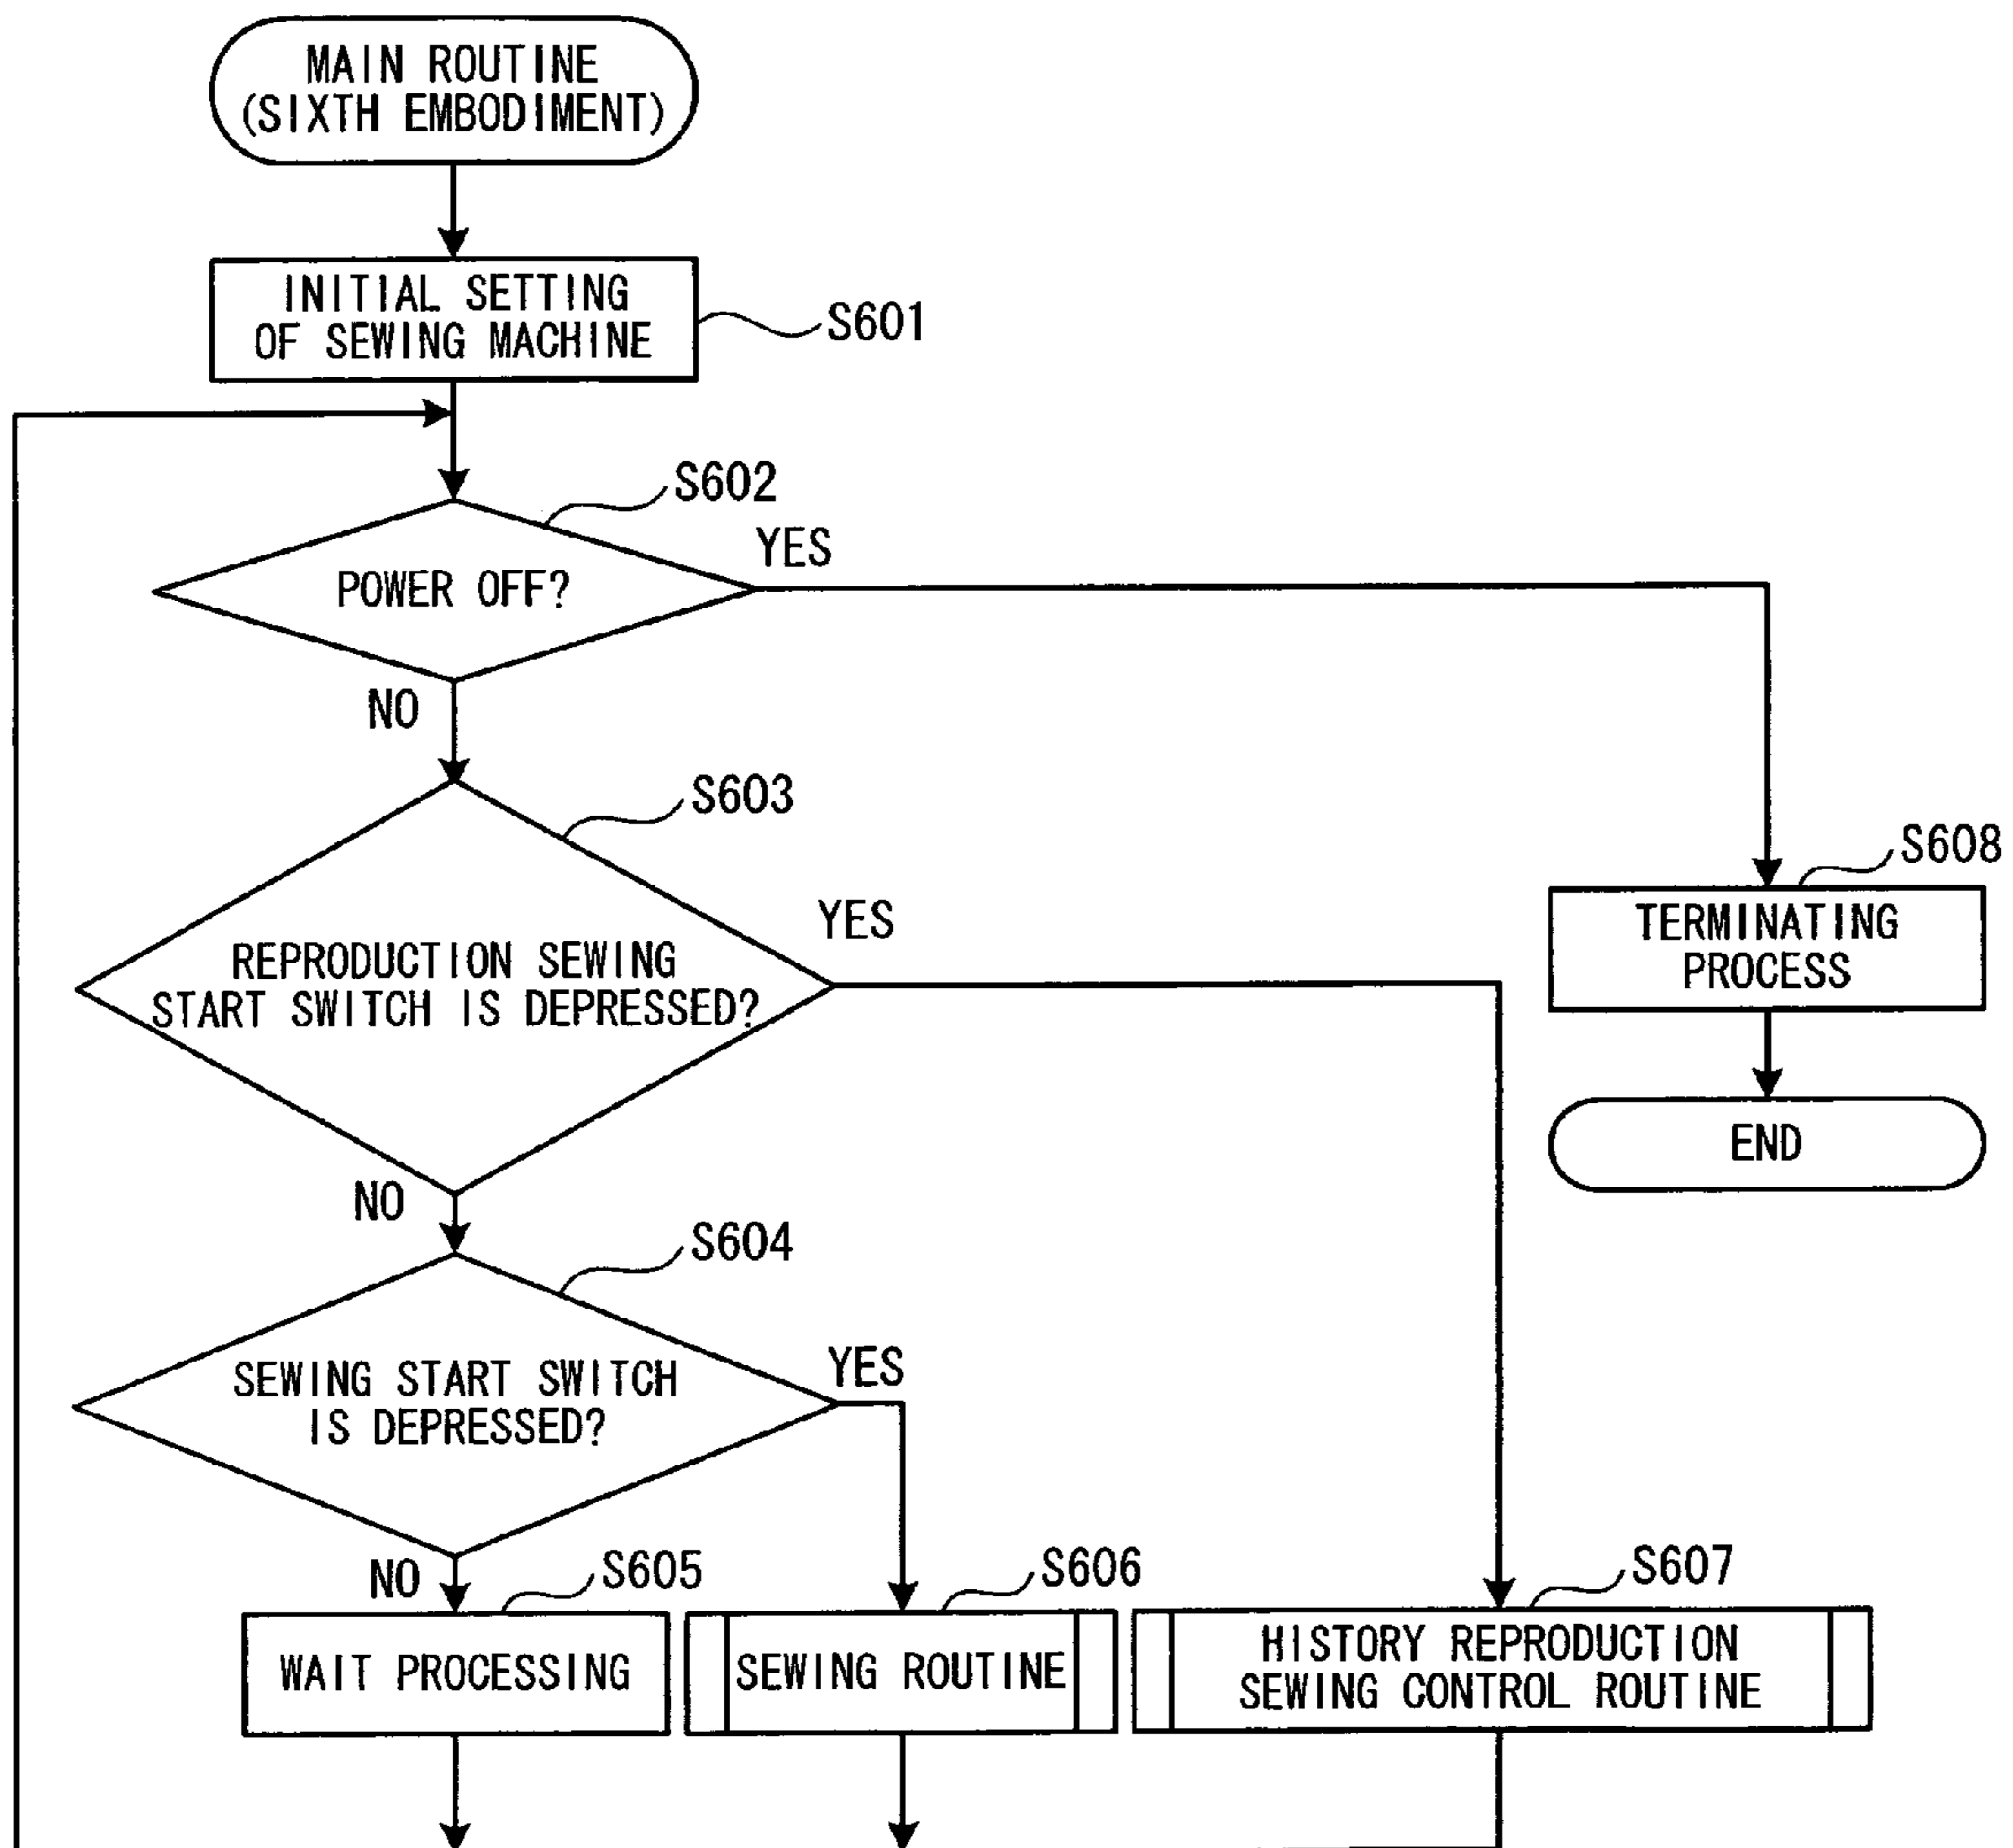 MAIN ROUTINE
(SIXTH EMBODIMENT)
INITIAL SETTING
OF SEWING MACHINE
S601
S602
YES
POWER OFF?
NO
S603
YES
REPRODUCTION SEWING
START SWITCH IS DEPRESSED?
NO
S608
TERMINATING
PROCESS
END
S604
YES
SEWING START SWITCH
IS DEPRESSED?
NO
S605
WAIT PROCESSING
S606
SEWING ROUTINE
S607
HISTORY REPRODUCTION
SEWING CONTROL ROUTINE